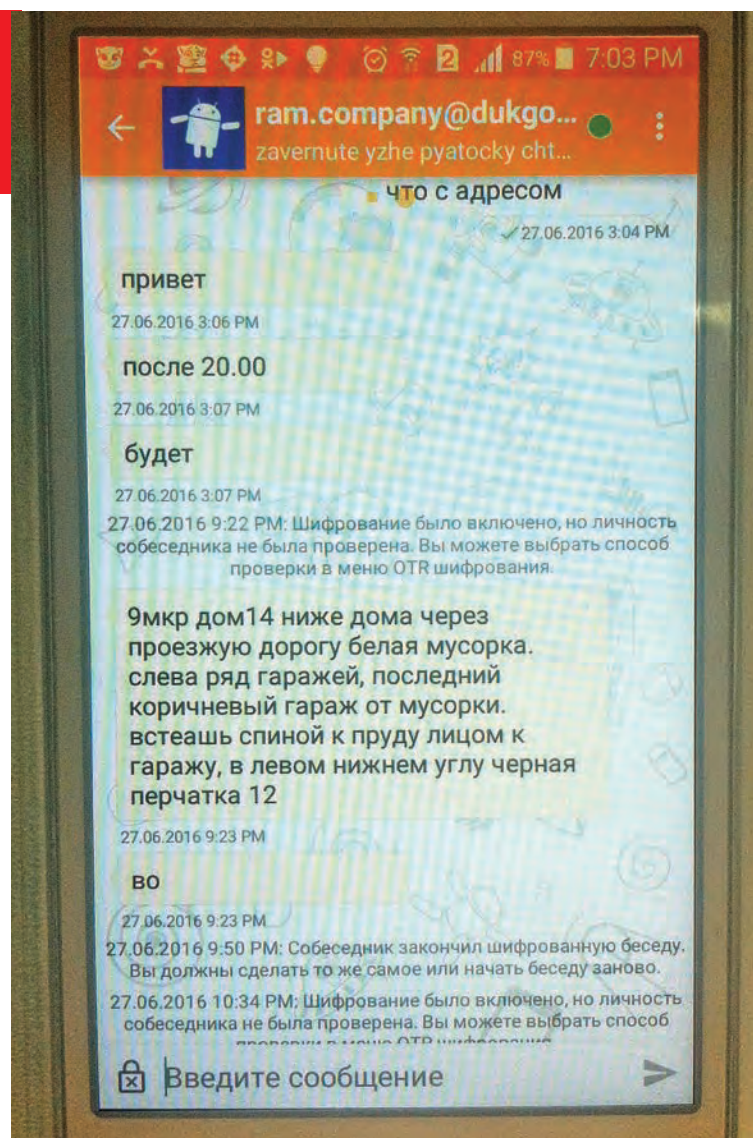 87% 7:03 PM
ram.company@dukgo...
zavernute yzhe pyatocky cht...
что с адресом
27.06.2016 3:04 PM
привет
27.06.2016 3:06 PM
после 20.00
27.06.2016 3:07 PM
будет
27.06.2016 3:07 PM
27.06.2016 9:22 PM: Шифрование было включено, но личность
собеседника не была проверена. Вы можете выбрать способ
проверки в меню OTR шифрования.
9мкр дом14 ниже дома через
проезжую дорогу белая мусорка.
слева ряд гаражей, последний
коричневый гараж от мусорки.
встеашь спиной к пруду лицом к
гаражу, в левом нижнем углу черная
перчатка 12
27.06.2016 9:23 PM
во
27.06.2016 9:23 PM
27.06.2016 9:50 PM: Собеседник закончил шифрованную беседу.
Вы должны сделать то же самое или начать беседу заново.
27.06.2016 10:34 PM: Шифрование было включено, но личность
собеседника не была проверена. Вы можете выбрать способ
проверки в меню OTR шифрования.
Введите сообщение